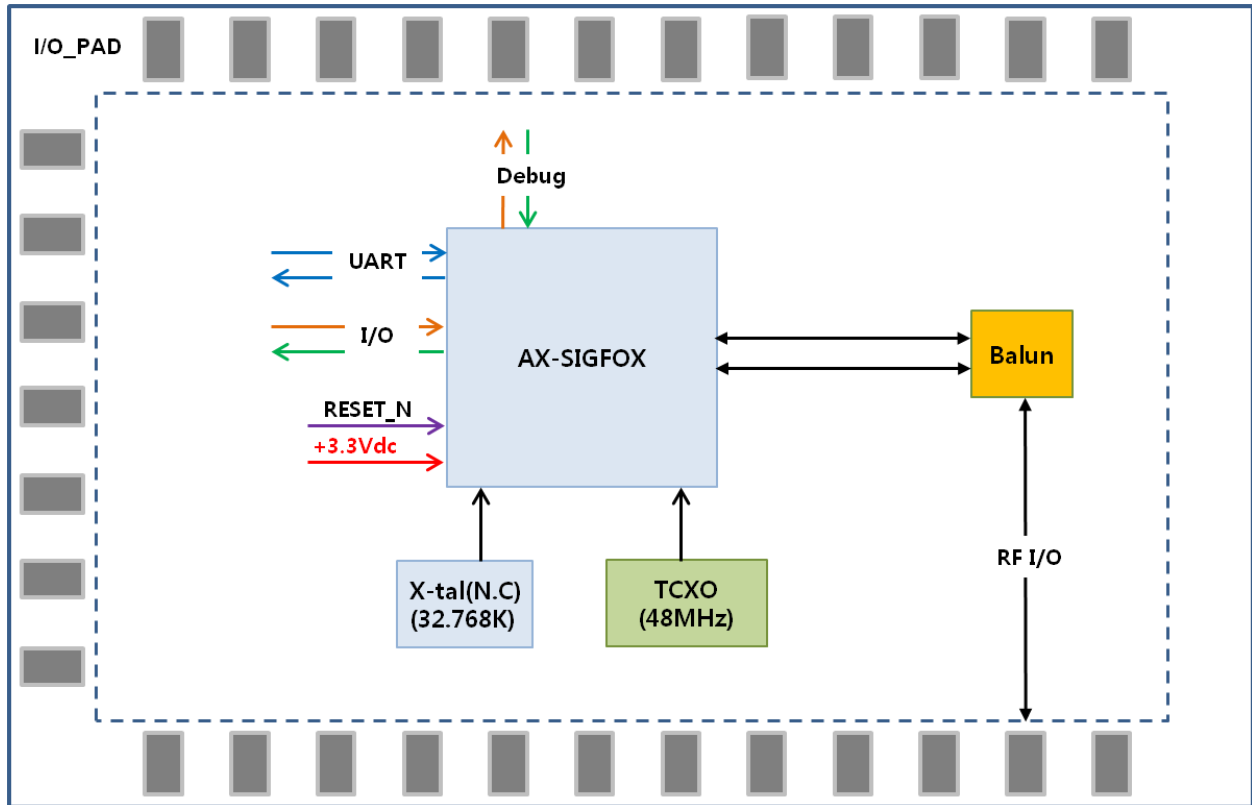 I/O_PAD
Debug
UART
I/O
AX-SIGFOX
Balun
RESET_N
+3.3Vdc
RF I/O
X-tal(N.C)
(32.768K)
TCXO
(48MHz)